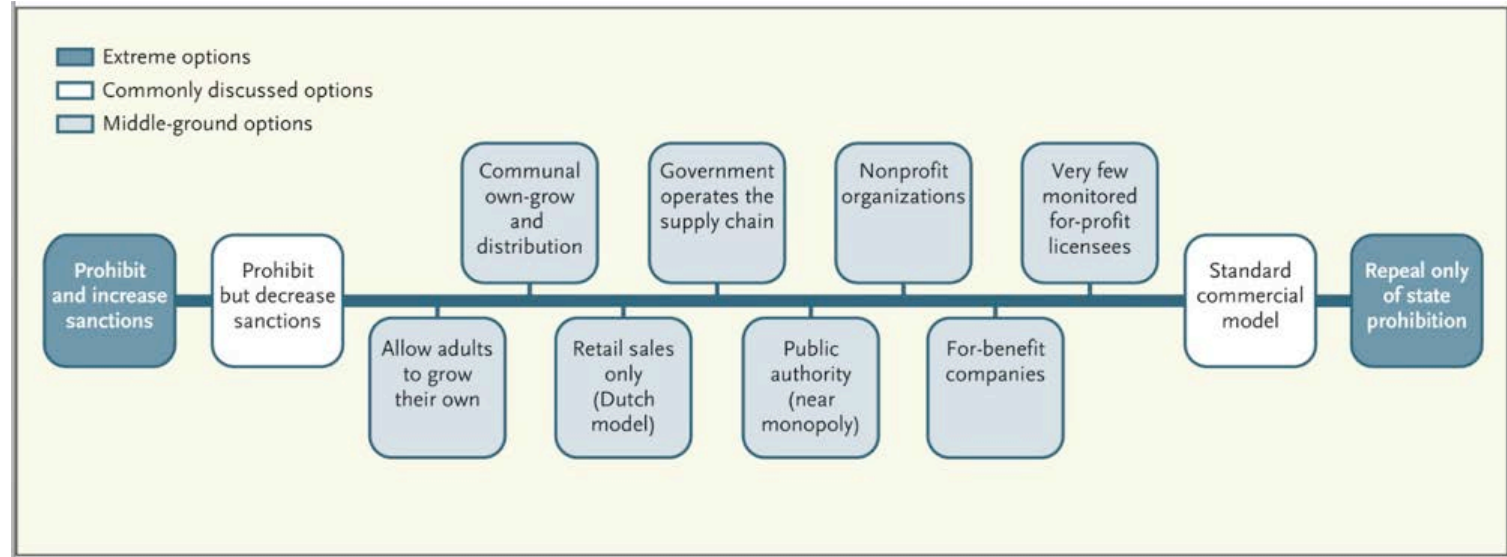 Extreme options
Commonly discussed options
Middle-ground options
Prohibit
and increase
sanctions
Prohibit
but decrease
sanctions
Allow adults
to grow
their own
Communal
own-grow
and
distribution
Retail sales
only
(Dutch
model)
Government
operates the
supply chain
Public
authority
(near
monopoly)
Nonprofit
organizations
For-benefit
companies
Very few
monitored
for-profit
licensees
Standard
commercial
model
Repeal only
of state
prohibition